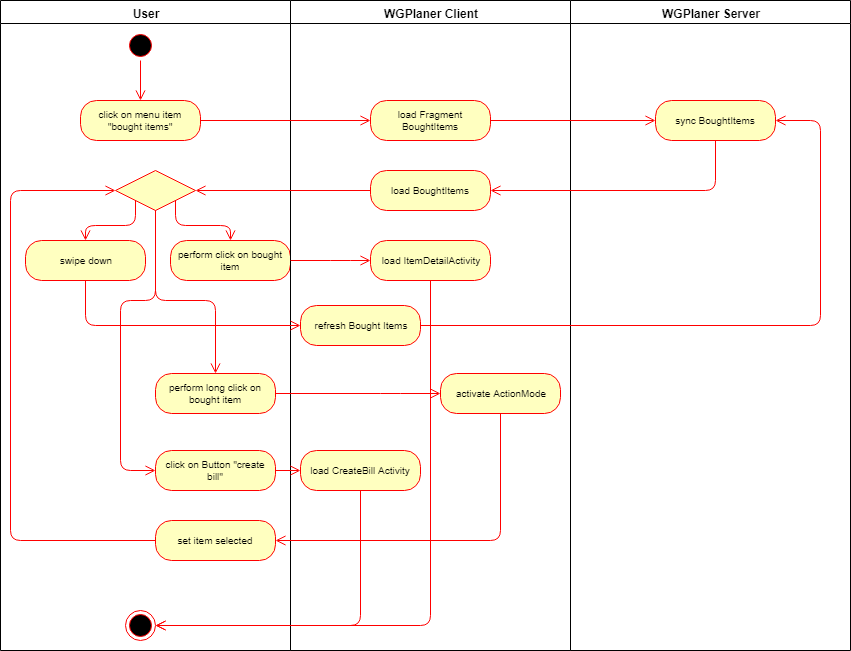 User
WGPlaner Client
WGPlaner Server
click on menu item
"bought items"
load Fragment
BoughtItems
sync BoughtItems
load BoughtItems
swipe down
perform click on bought
item
load ItemDetailActivity
refresh Bought Items
perform long click on
bought item
activate ActionMode
click on Button "create
bill"
load CreateBill Activity
set item selected